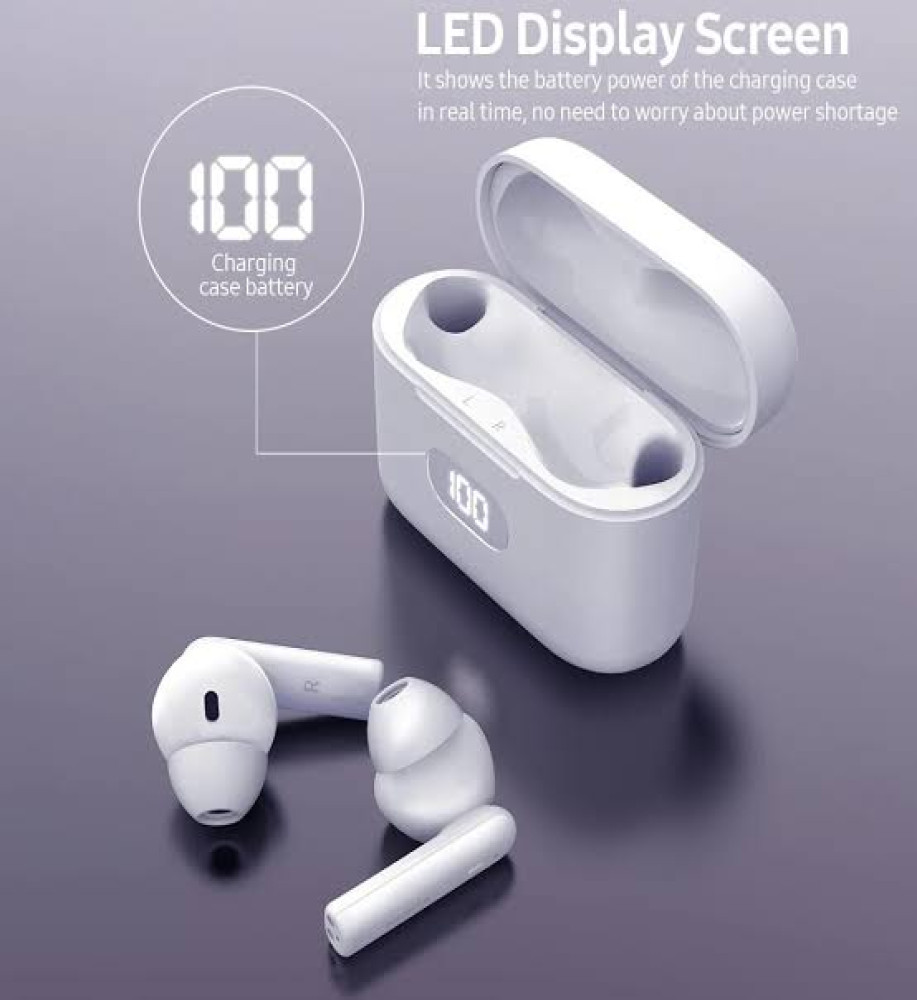 LED Display Screen
It shows the battery power of the charging case
in real time, no need to worry about power shortage
100
Charging
case battery
L
R
100
R